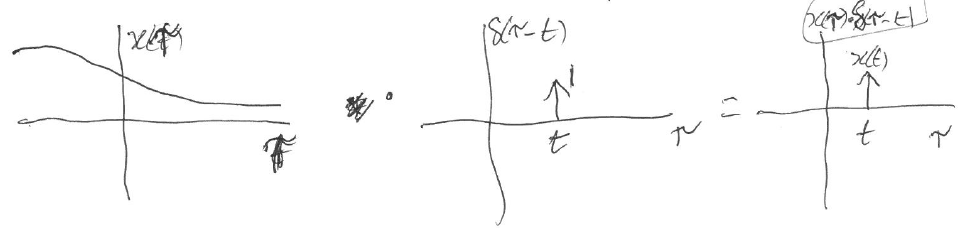 x(τ)
τ
·
δ(τ-t)
1
t
τ
=
x(τ)·δ(τ-t)
x(t)
t
τ